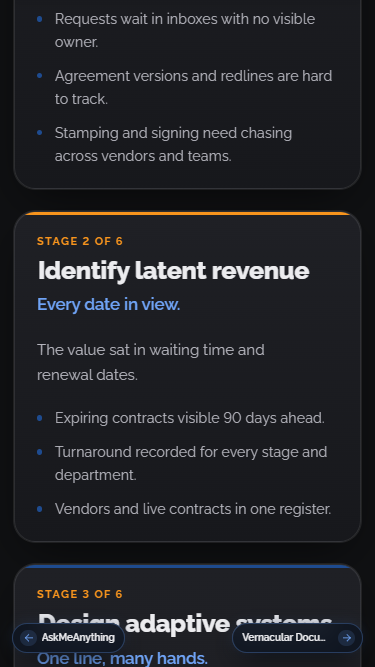 Requests wait in inboxes with no visible
owner.
Agreement versions and redlines are hard
to track.
Stamping and signing need chasing
across vendors and teams.
STAGE 2 OF 6
Identify latent revenue
Every date in view.
The value sat in waiting time and
renewal dates.
Expiring contracts visible 90 days ahead.
Turnaround recorded for every stage and
department.
Vendors and live contracts in one register.
STAGE 3 OF 6
Design adaptive systems
AskMeAnything
Vernacular Docu...
One line, many hands.